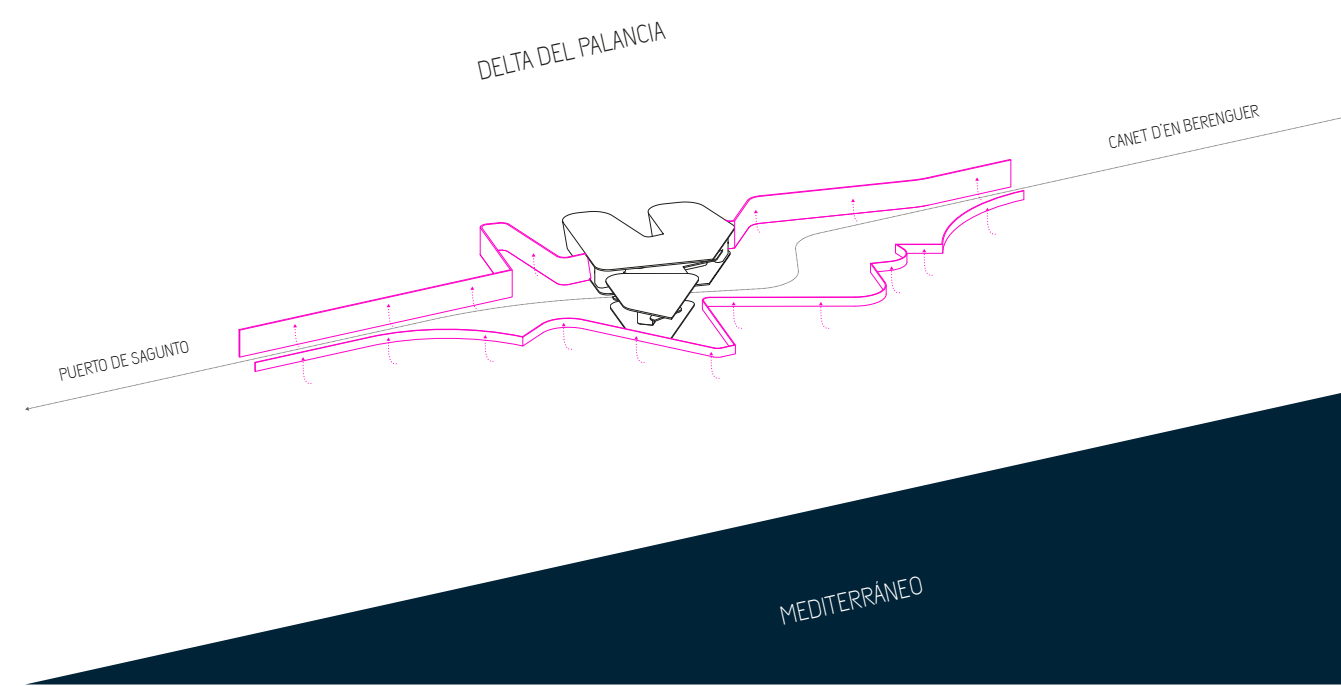 DELTA DEL PALANCIA
CANET D'EN BERENGUER
PUERTO DE SAGUNTO
MEDITERRÁNEO